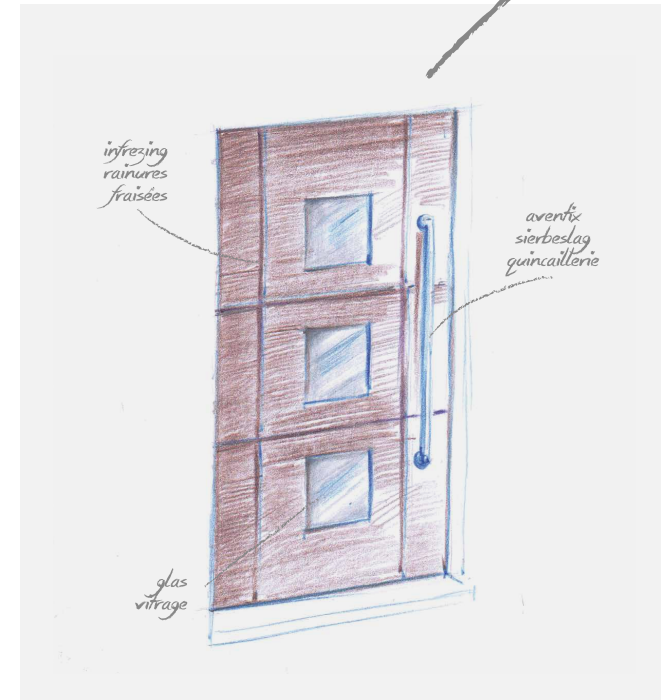 infrezing
rainures
fraisées
aventix
sierbeslag
quincaillerie
glas
vitrage